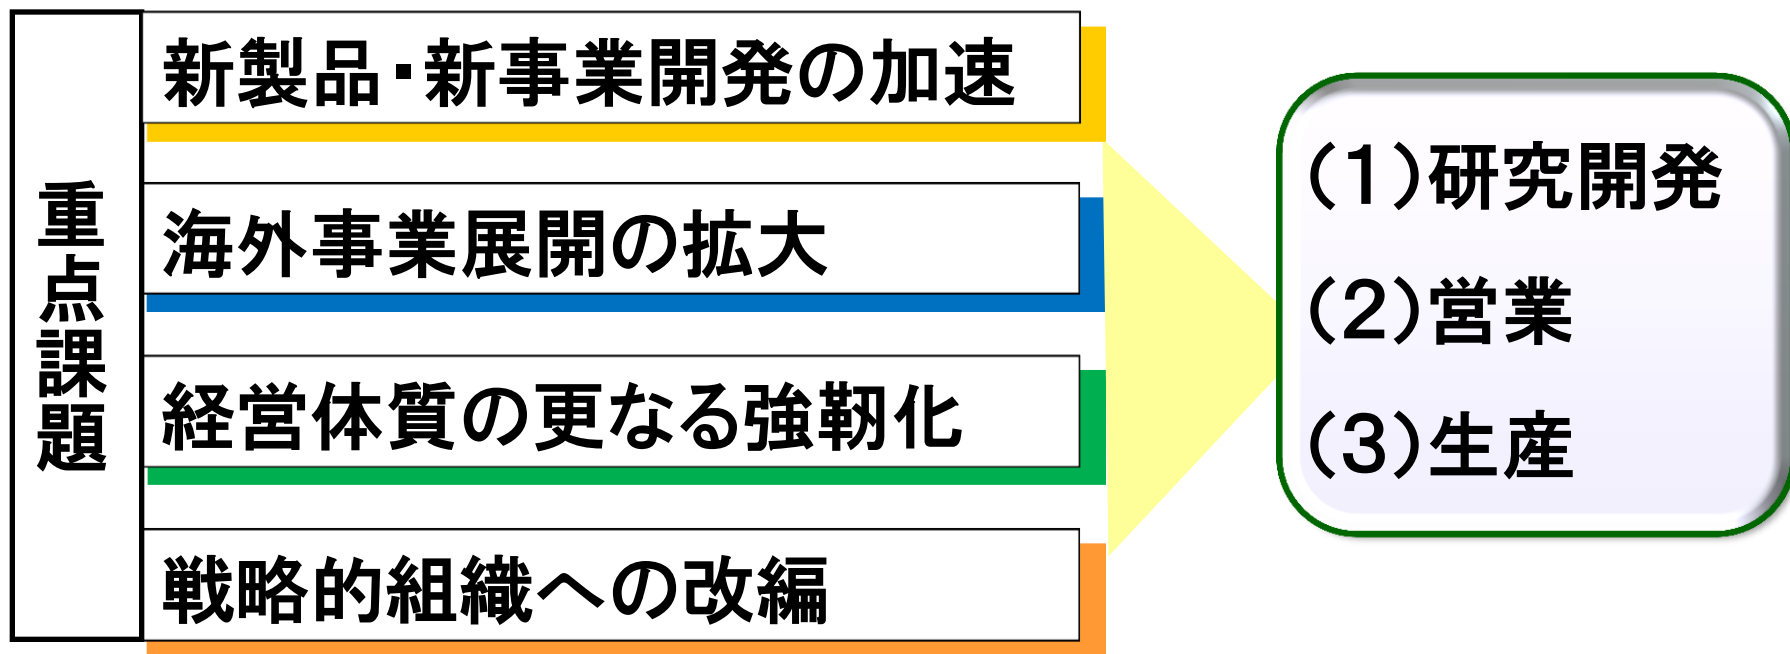 重点課題
新製品・新事業開発の加速
海外事業展開の拡大
経営体質の更なる強靭化
戦略的組織への改編
(1)研究開発
(2)営業
(3)生産